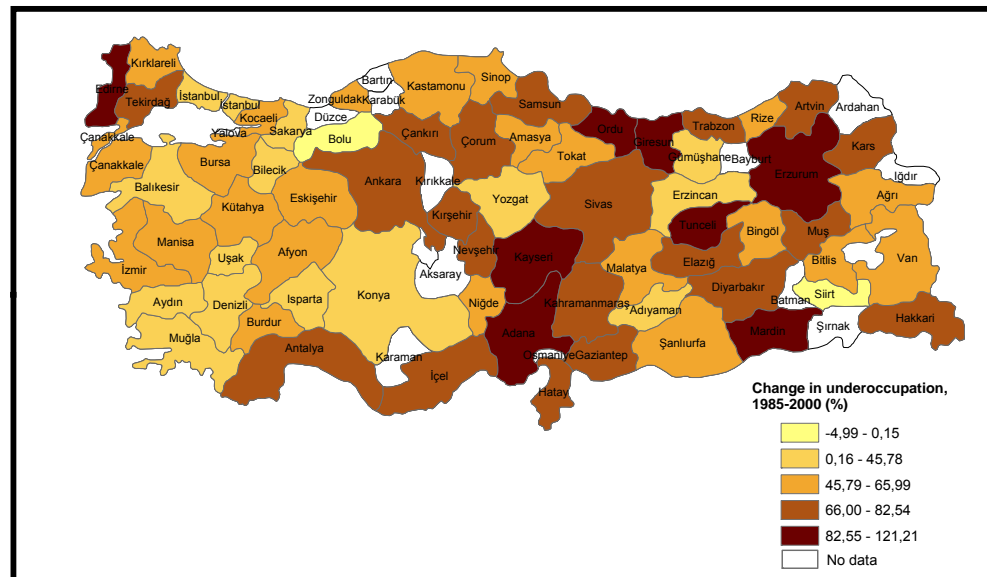 Bartın
Kırklareli
Kastamonu
Sinop
Edirne
İstanbul
Zonguldak
Karabük
Samsun
Artvin
Ardahan
Tekirdağ
İstanbul
Kocaeli
Düzce
Çankırı
Çorum
Amasya
Ordu
Giresun
Trabzon
Rize
Kars
Çanakkale
Yalova
Sakarya
Bolu
Tokat
Gümüşhane
Bayburt
Erzurum
Iğdır
Çanakkale
Bursa
Bilecik
Ankara
Kırıkkale
Yozgat
Sivas
Erzincan
Ağrı
Balıkesir
Kütahya
Eskişehir
Kırşehir
Tunceli
Bingöl
Muş
Manisa
Uşak
Afyon
Nevşehir
Kayseri
Malatya
Elazığ
Bitlis
Van
İzmir
Aksaray
Aydın
Denizli
Isparta
Konya
Niğde
Kahramanmaraş
Adıyaman
Diyarbakır
Batman
Siirt
Muğla
Burdur
Antalya
Karaman
İçel
Adana
Osmaniye
Gaziantep
Şanlıurfa
Mardin
Şırnak
Hakkari
Hatay
Change in underoccupation,
1985-2000 (%)
-4,99 - 0,15
0,16 - 45,78
45,79 - 65,99
66,00 - 82,54
82,55 - 121,21
No data